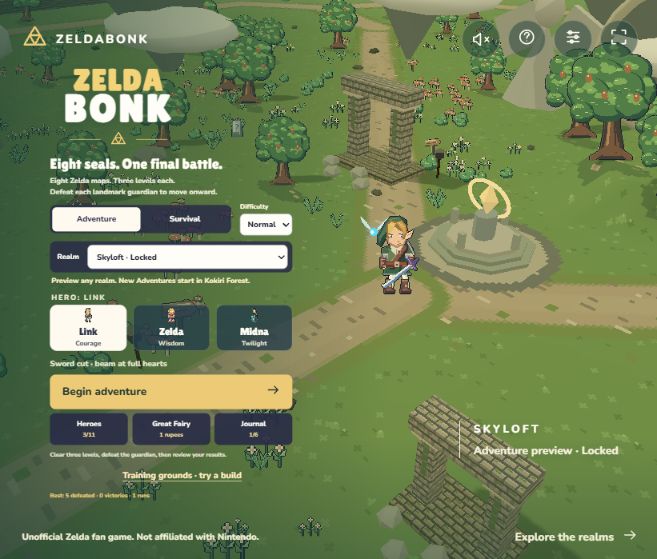 ZELDABONK
ZELDA
BONK
Eight seals. One final battle.
Eight Zelda maps. Three levels each.
Defeat each landmark guardian to move onward.
Adventure
Survival
Difficulty
Normal
Realm
Skyloft · Locked
Preview any realm. New Adventures start in Kokiri Forest.
HERO: LINK
Link
Courage
Zelda
Wisdom
Midna
Twilight
Sword cut · beam at full hearts
Begin adventure →
Heroes
3/11
Great Fairy
1 rupees
Journal
1/6
Clear three levels, defeat the guardian, then review your results.
Training grounds · try a build
Best: 5 defeated · 0 victories · 1 runs
SKYLOFT
Adventure preview · Locked
Unofficial Zelda fan game. Not affiliated with Nintendo.
Explore the realms →